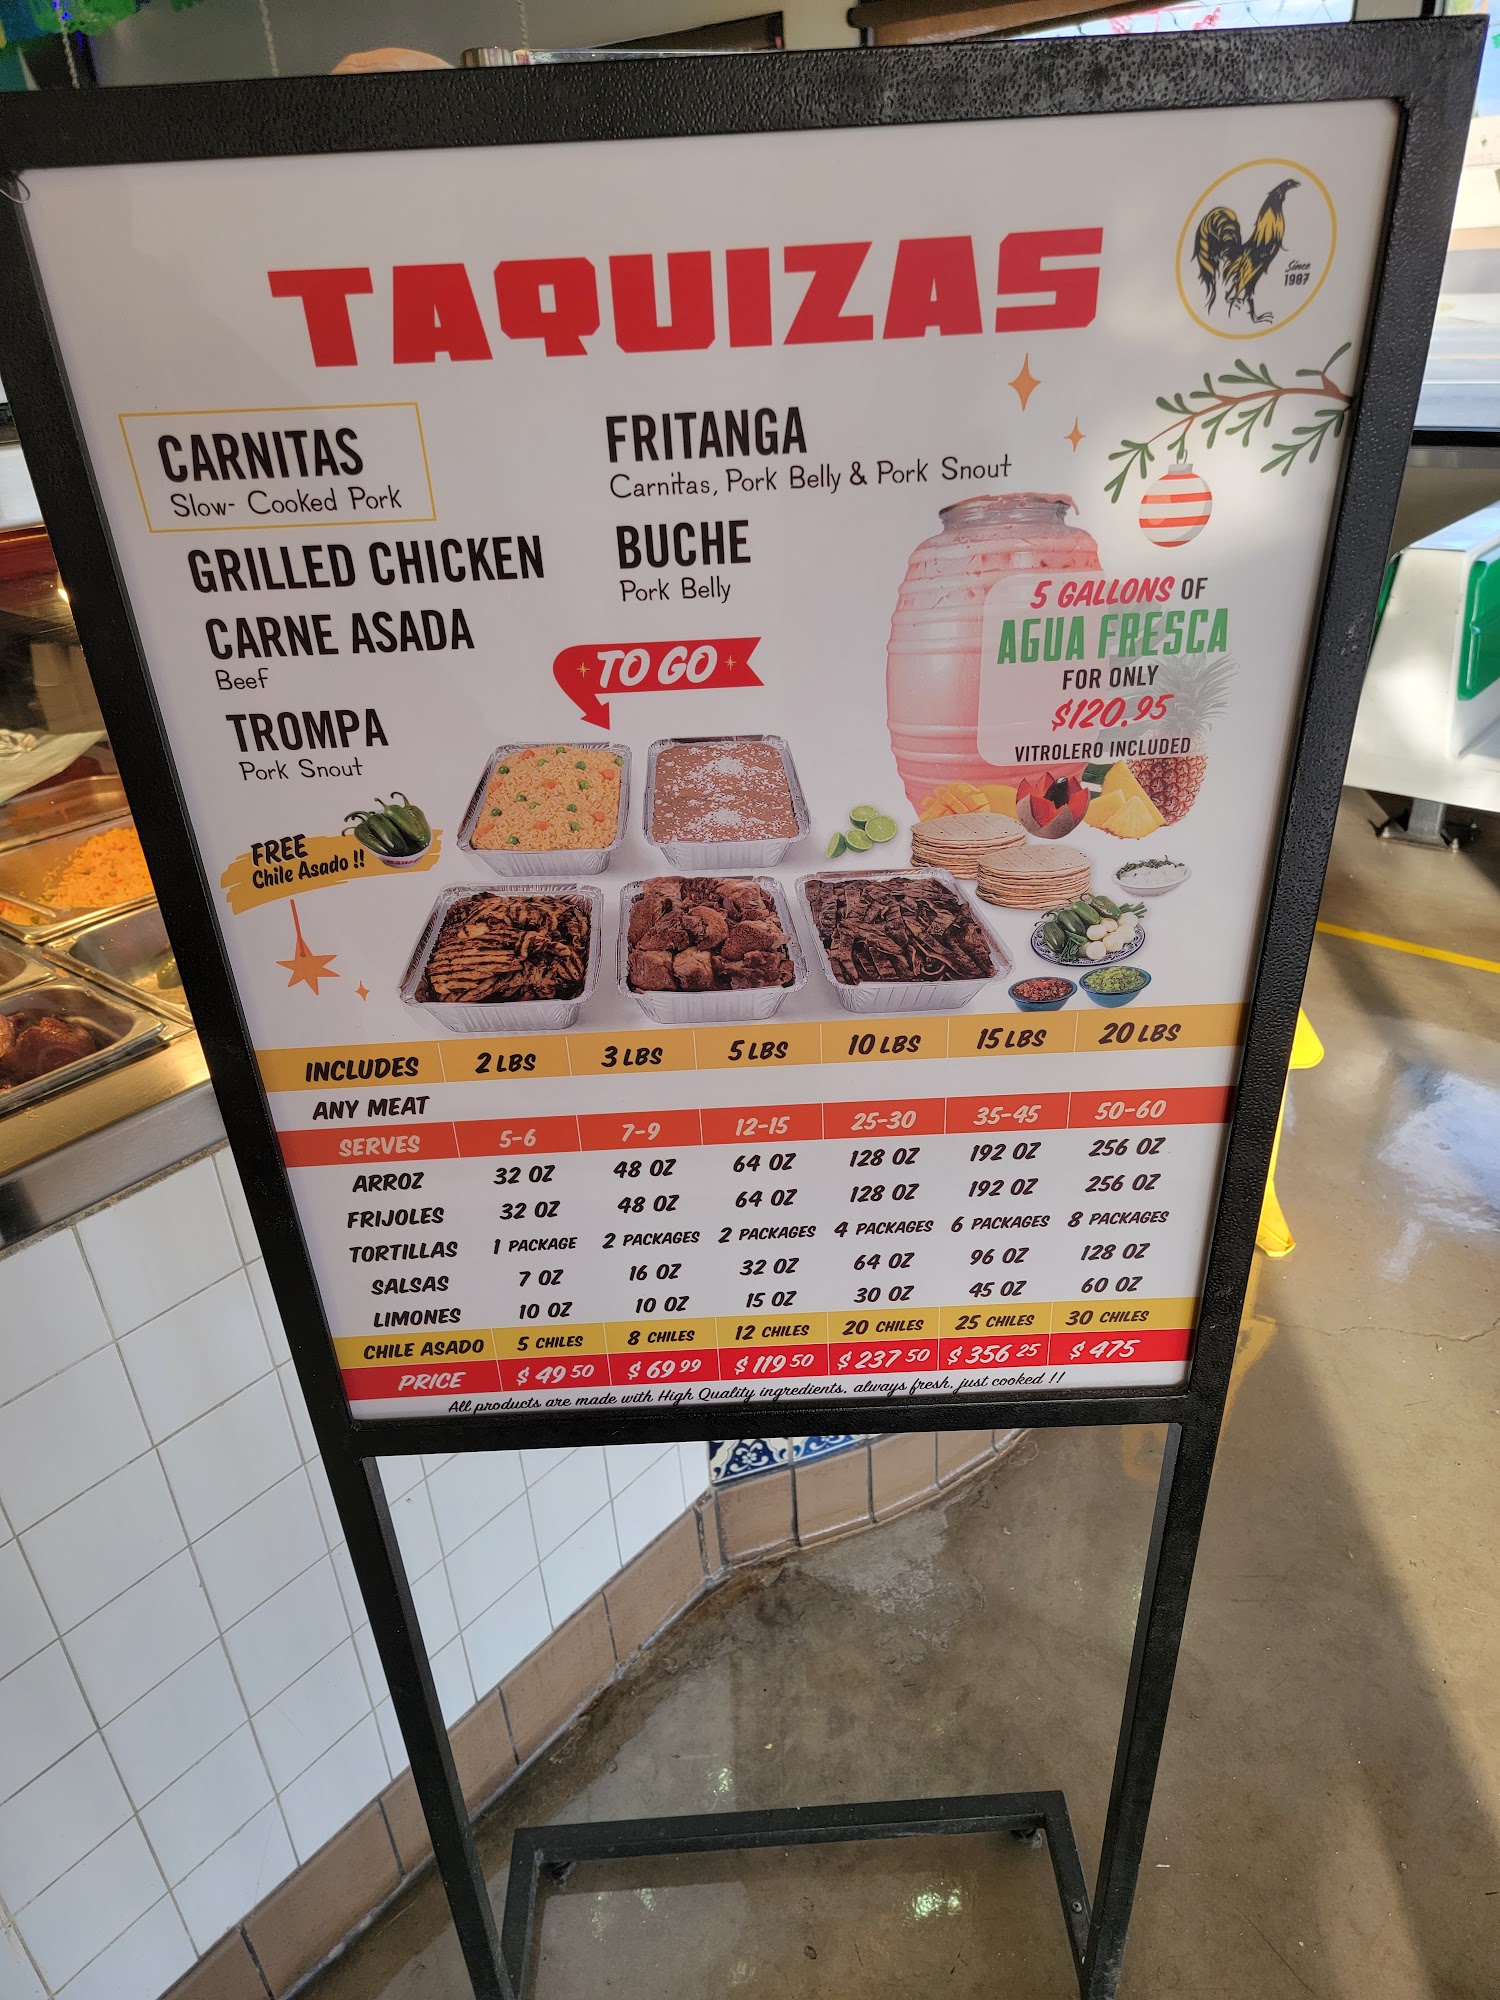 Since
1987
TAQUIZAS
CARNITAS
Slow- Cooked Pork
GRILLED CHICKEN
CARNE ASADA
Beef
TROMPA
Pork Snout
FRITANGA
Carnitas, Pork Belly & Pork Snout
BUCHE
Pork Belly
TO GO
5 GALLONS OF
AGUA FRESCA
FOR ONLY
$120.95
VITROLERO INCLUDED
FREE
Chile Asado !!
INCLUDES 2 LBS 3 LBS 5 LBS 10 LBS 15 LBS 20 LBS
ANY MEAT
SERVES 5-6 7-9 12-15 25-30 35-45 50-60
ARROZ 32 OZ 48 OZ 64 OZ 128 OZ 192 OZ 256 OZ
FRIJOLES 32 OZ 48 OZ 64 OZ 128 OZ 192 OZ 256 OZ
TORTILLAS 1 PACKAGE 2 PACKAGES 2 PACKAGES 4 PACKAGES 6 PACKAGES 8 PACKAGES
SALSAS 7 OZ 16 OZ 32 OZ 64 OZ 96 OZ 128 OZ
LIMONES 10 OZ 10 OZ 15 OZ 30 OZ 45 OZ 60 OZ
CHILE ASADO 5 CHILES 8 CHILES 12 CHILES 20 CHILES 25 CHILES 30 CHILES
PRICE $ 49 50 $ 69 99 $ 119 50 $ 237 50 $ 356 25 $ 475
All products are made with High Quality ingredients, always fresh, just cooked !!